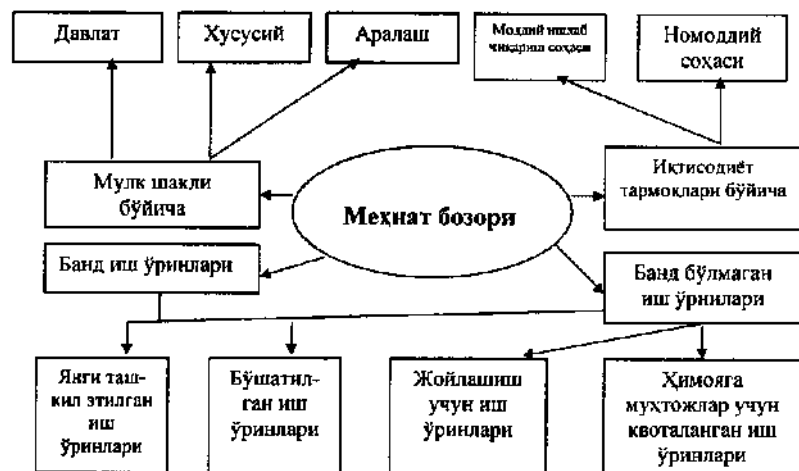 Давлат
Хусусий
Аралаш
Моддий ишлаб
чиқариш соҳаси
Номоддий
соҳаси
Мулк шакли
бўйича
Меҳнат бозори
Иқтисодиёт
тармоқлари бўйича
Банд иш ўринлари
Банд бўлмаган
иш ўрнилари
Янги таш-
кил этилган
иш
ўринлари
Бўшатил-
ган иш
ўринлари
Жойлашиш
учун иш
ўринлари
Ҳимояга
муҳтожлар учун
квоталанган иш
ўринлари